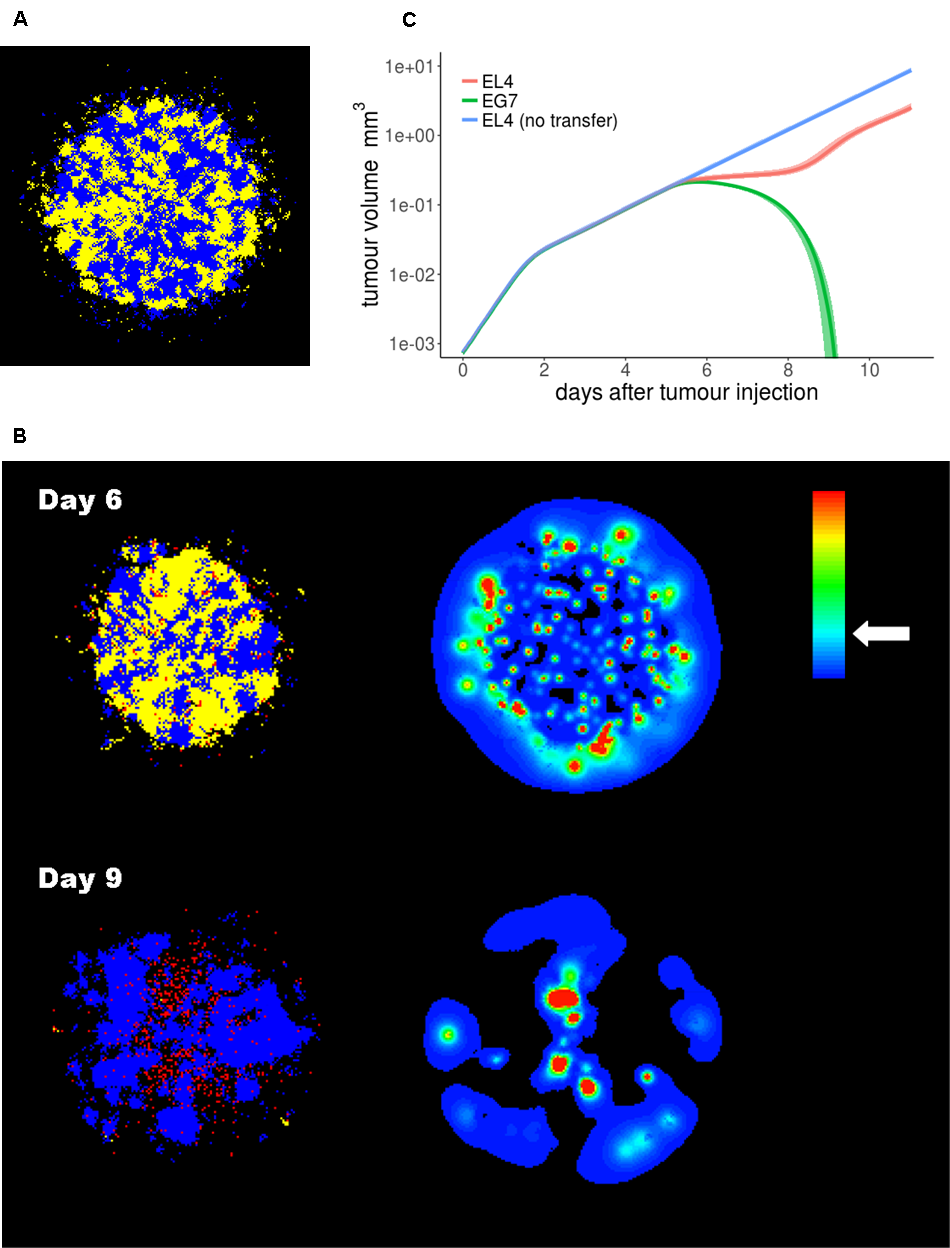 A
C
tumour volume mm3
1e+01
1e+00
1e-01
1e-02
1e-03
EL4
EG7
EL4 (no transfer)
0 2 4 6 8 10
days after tumour injection
B
Day 6
Day 9